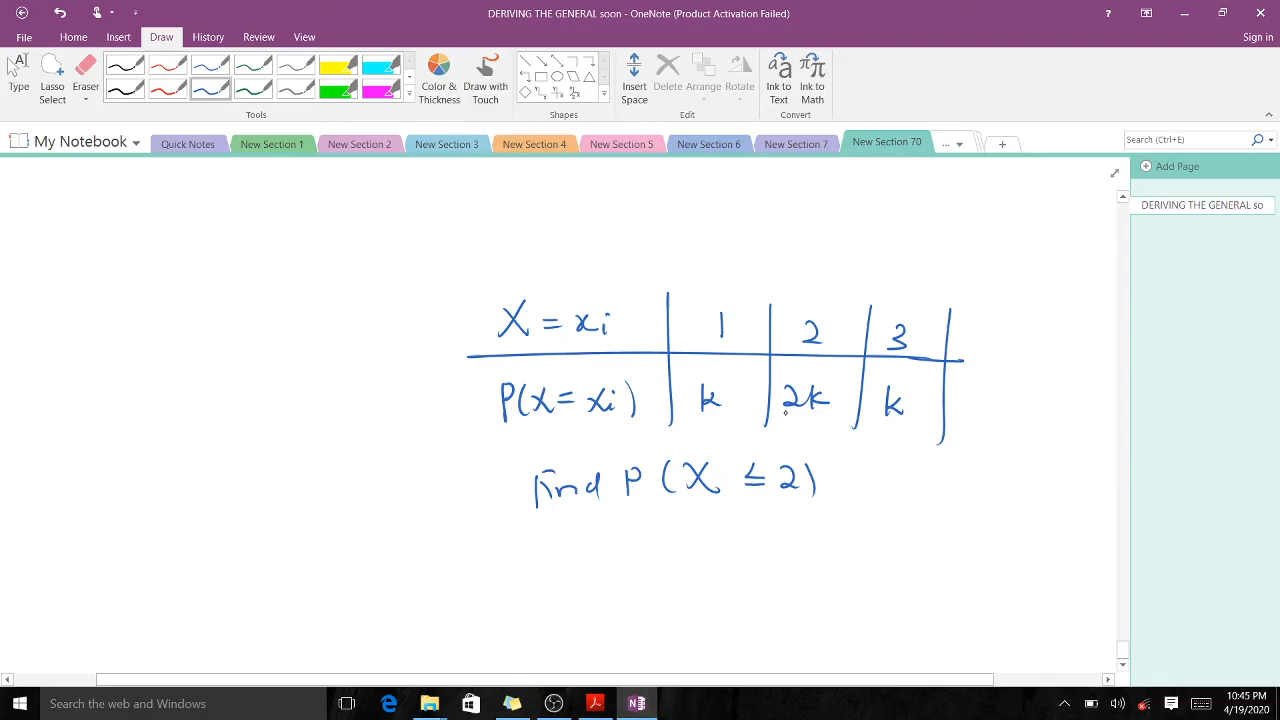 DERIVING THE GENERAL soon - OneNote (Product Activation Failed)
?
File Home Insert Draw History Review View
Sign in
Type Lasso Select Eraser Color & Thickness Draw with Touch Insert Space Delete Arrange Rotate Ink to Text Ink to Math
Tools Shapes Edit Convert
My Notebook Quick Notes New Section 1 New Section 2 New Section 3 New Section 4 New Section 5 New Section 6 New Section 7 New Section 70 ... Search (Ctrl+E)
Add Page
DERIVING THE GENERAL so
X = xi 1 2 3
P(X = xi) k 2k k
Find P (X ≤ 2)
Search the web and Windows
10:45 PM
4/19/2020